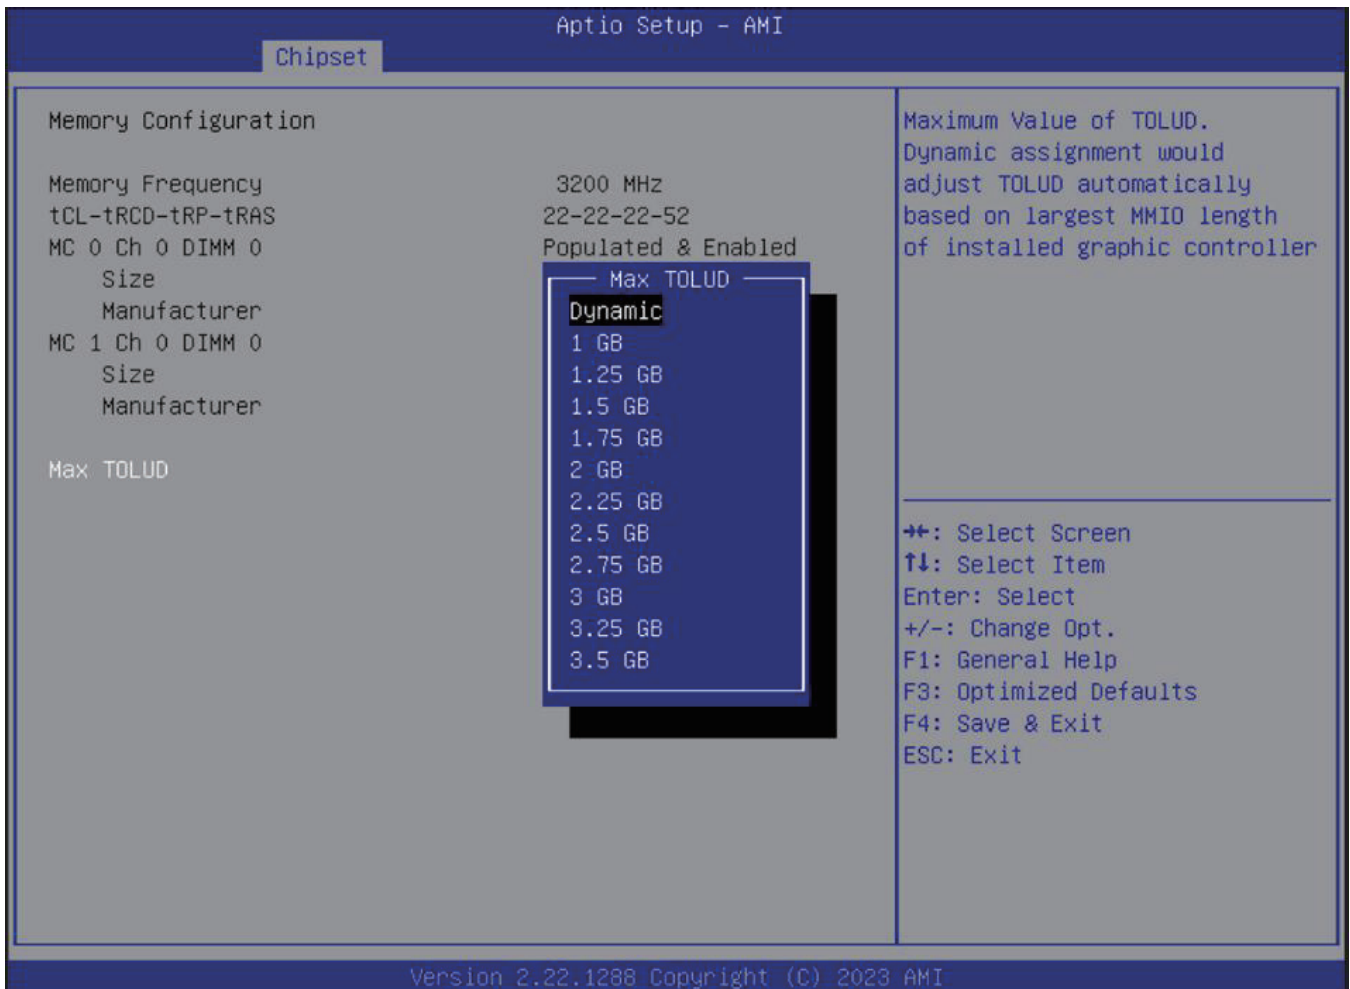 Aptio Setup – AMI
Chipset
Memory Configuration
Memory Frequency 3200 MHz
tCL-tRCD-tRP-tRAS 22-22-22-52
MC 0 Ch 0 DIMM 0 Populated & Enabled
Size
Manufacturer
MC 1 Ch 0 DIMM 0
Size
Manufacturer
Max TOLUD
Max TOLUD
Dynamic
1 GB
1.25 GB
1.5 GB
1.75 GB
2 GB
2.25 GB
2.5 GB
2.75 GB
3 GB
3.25 GB
3.5 GB
Maximum Value of TOLUD.
Dynamic assignment would
adjust TOLUD automatically
based on largest MMIO length
of installed graphic controller
→←: Select Screen
↑↓: Select Item
Enter: Select
+/-: Change Opt.
F1: General Help
F3: Optimized Defaults
F4: Save & Exit
ESC: Exit
Version 2.22.1288 Copyright (C) 2023 AMI